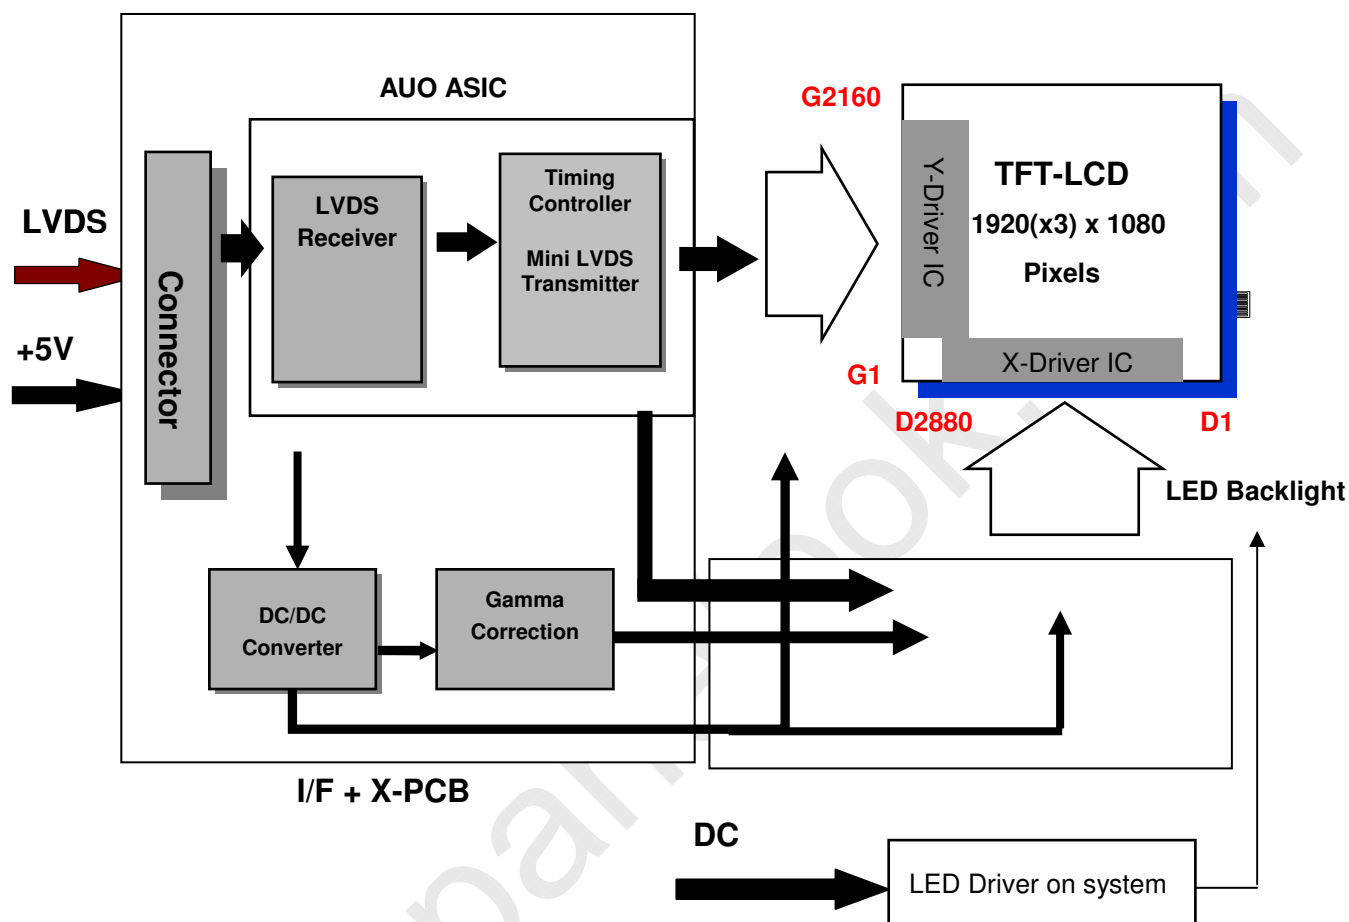 AUO ASIC
G2160
Timing
Controller
Mini LVDS
Transmitter
LVDS
Receiver
TFT-LCD
1920(x3) x 1080
Pixels
Y-Driver IC
LVDS
Connector
+5V
X-Driver IC
G1
D2880
D1
LED Backlight
DC/DC
Converter
Gamma
Correction
I/F + X-PCB
DC
LED Driver on system